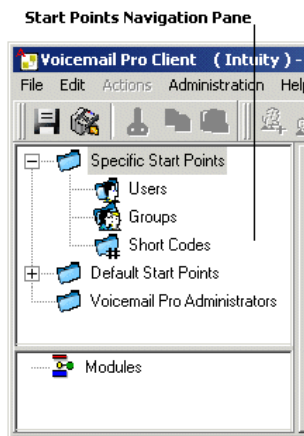 Start Points Navigation Pane
Voicemail Pro Client ( Intuity ) -
File Edit Actions Administration Help
Specific Start Points
Users
Groups
Short Codes
Default Start Points
Voicemail Pro Administrators
Modules